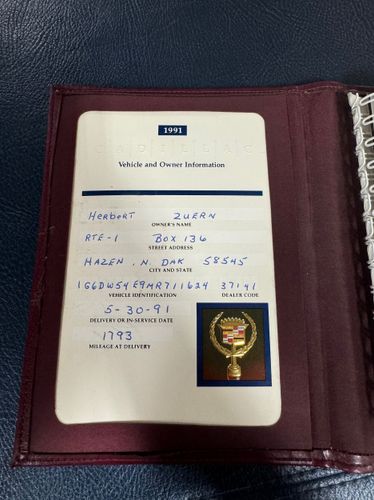 1991
CADILLAC
Vehicle and Owner Information
Herbert Zuern
OWNER'S NAME
RTE-1 Box 136
STREET ADDRESS
HAZEN, N. DAK 58545
CITY AND STATE
1G6DW54E9MR711624 37141
VEHICLE IDENTIFICATION DEALER CODE
5-30-91
DELIVERY OR IN-SERVICE DATE
1793
MILEAGE AT DELIVERY